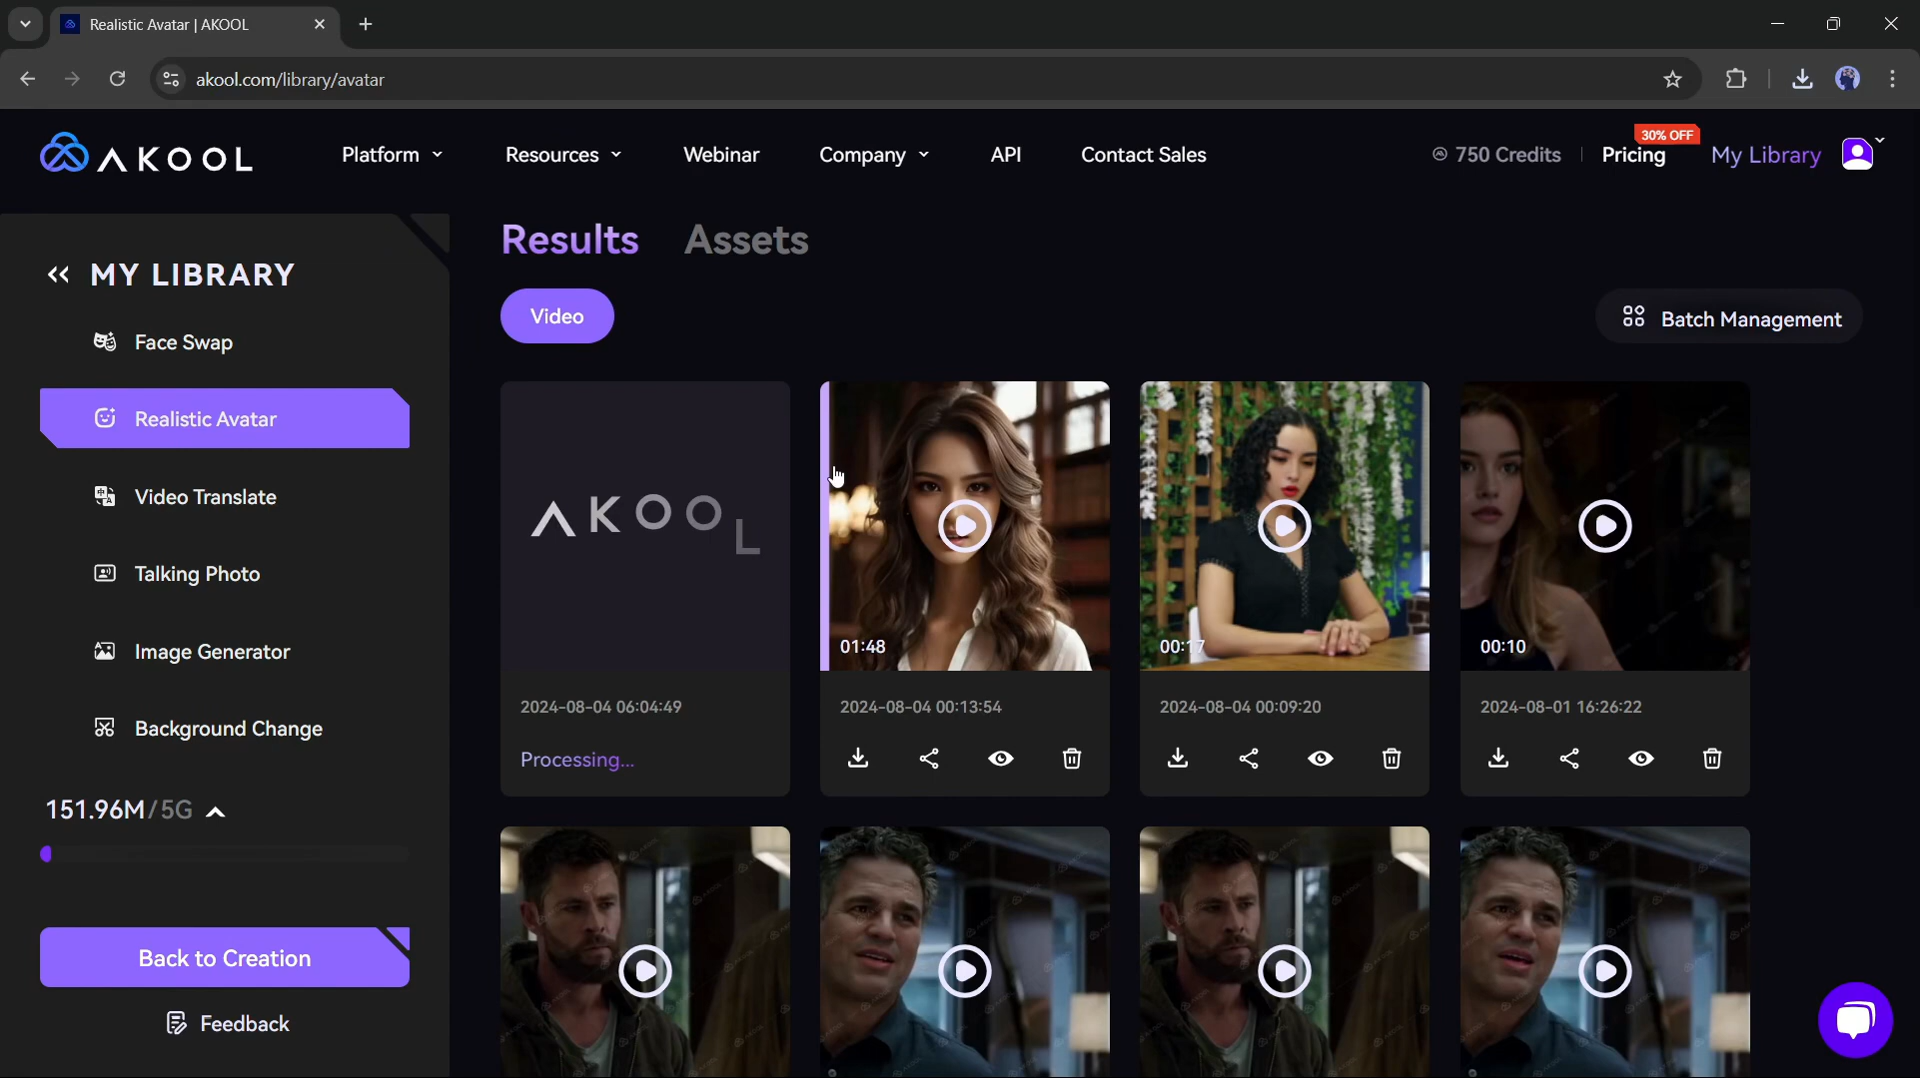 Realistic Avatar | AKOOL
akool.com/library/avatar
AKOOL
Platform
Resources
Webinar
Company
API
Contact Sales
750 Credits
Pricing
30% OFF
My Library
MY LIBRARY
Face Swap
Realistic Avatar
Video Translate
Talking Photo
Image Generator
Background Change
151.96M/5G
Back to Creation
Feedback
Results
Assets
Video
Batch Management
AKOOL
01:48
00:17
00:10
2024-08-04 06:04:49
2024-08-04 00:13:54
2024-08-04 00:09:20
2024-08-01 16:26:22
Processing...